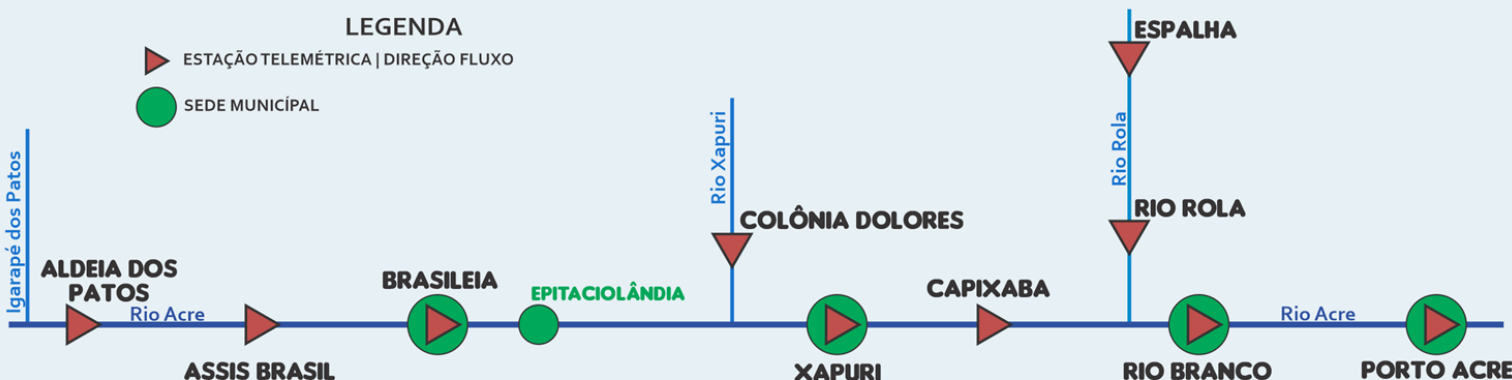 LEGENDA
ESTAÇÃO TELEMÉTRICA | DIREÇÃO FLUXO
SEDE MUNICÍPAL
Igarapé dos Patos
ALDEIA DOS
PATOS
Rio Acre
ASSIS BRASIL
BRASILEIA
EPITACIOLÂNDIA
Rio Xapuri
COLÔNIA DOLORES
XAPURI
CAPIXABA
ESPALHA
Rio Rola
RIO ROLA
RIO BRANCO
Rio Acre
PORTO ACRE